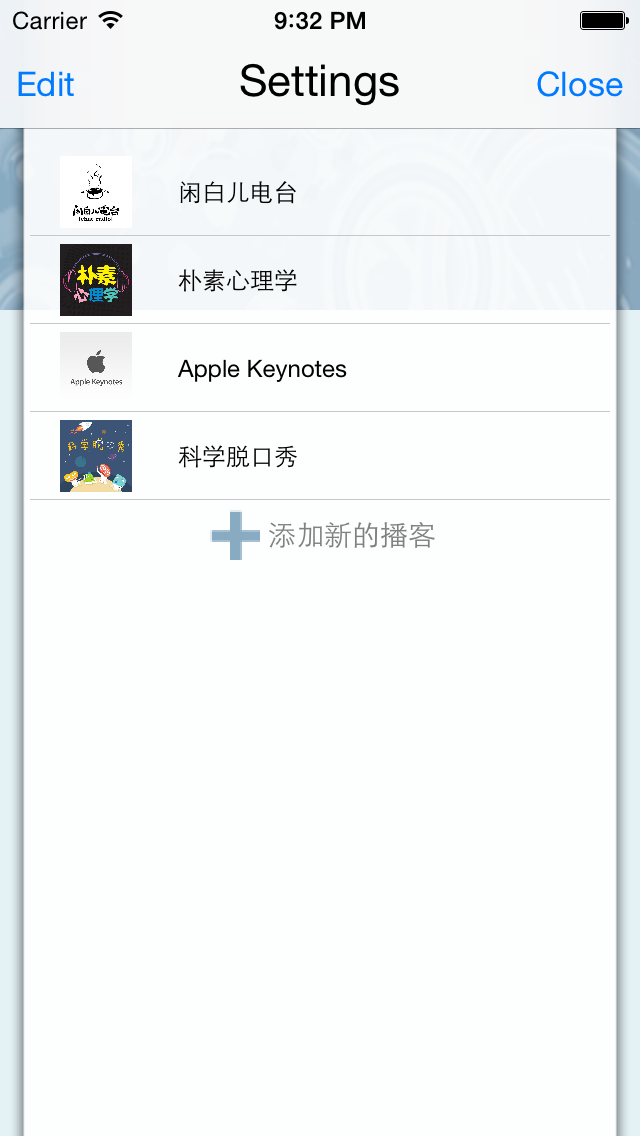 Carrier 9:32 PM
Edit Settings Close
闲白儿电台
闲白儿电台
朴素
心理学
朴素心理学
Apple Keynotes
Apple Keynotes
科学脱口秀
科学脱口秀
添加新的播客